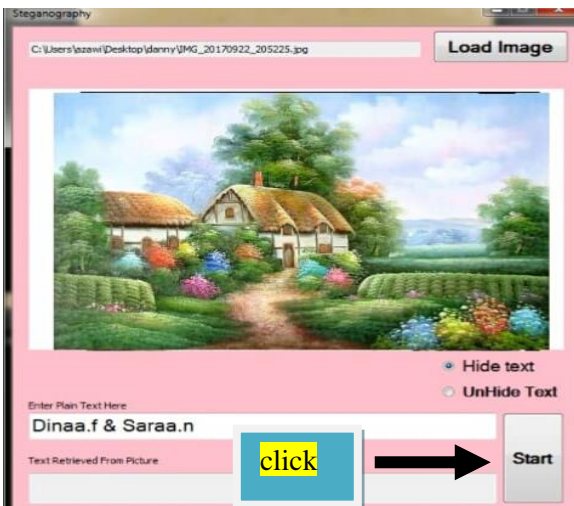 Steganography
C:\Users\azawi\Desktop\danny\IMG_20170922_205225.jpg
Load Image
Hide text
UnHide Text
Enter Plain Text Here
Dinaa.f & Saraa.n
click
Start
Text Retrieved From Picture